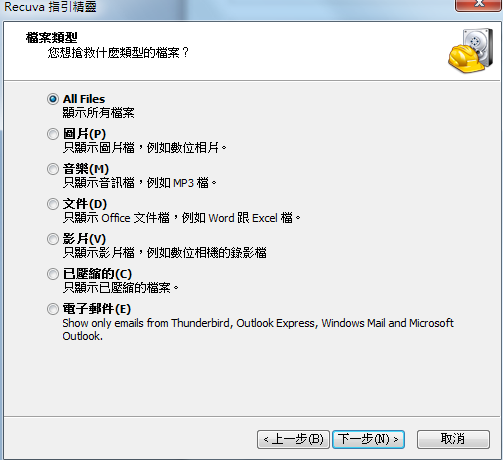 Recuva 指引精靈
檔案類型
您想搶救什麼類型的檔案？
All Files
顯示所有檔案
圖片(P)
只顯示圖片檔，例如數位相片。
音樂(M)
只顯示音訊檔，例如 MP3 檔。
文件(D)
只顯示 Office 文件檔，例如 Word 跟 Excel 檔。
影片(V)
只顯示影片檔，例如數位相機的錄影檔
已壓縮的(C)
只顯示已壓縮的檔案。
電子郵件(E)
Show only emails from Thunderbird, Outlook Express, Windows Mail and Microsoft
Outlook.
<上一步(B) 下一步(N)> 取消